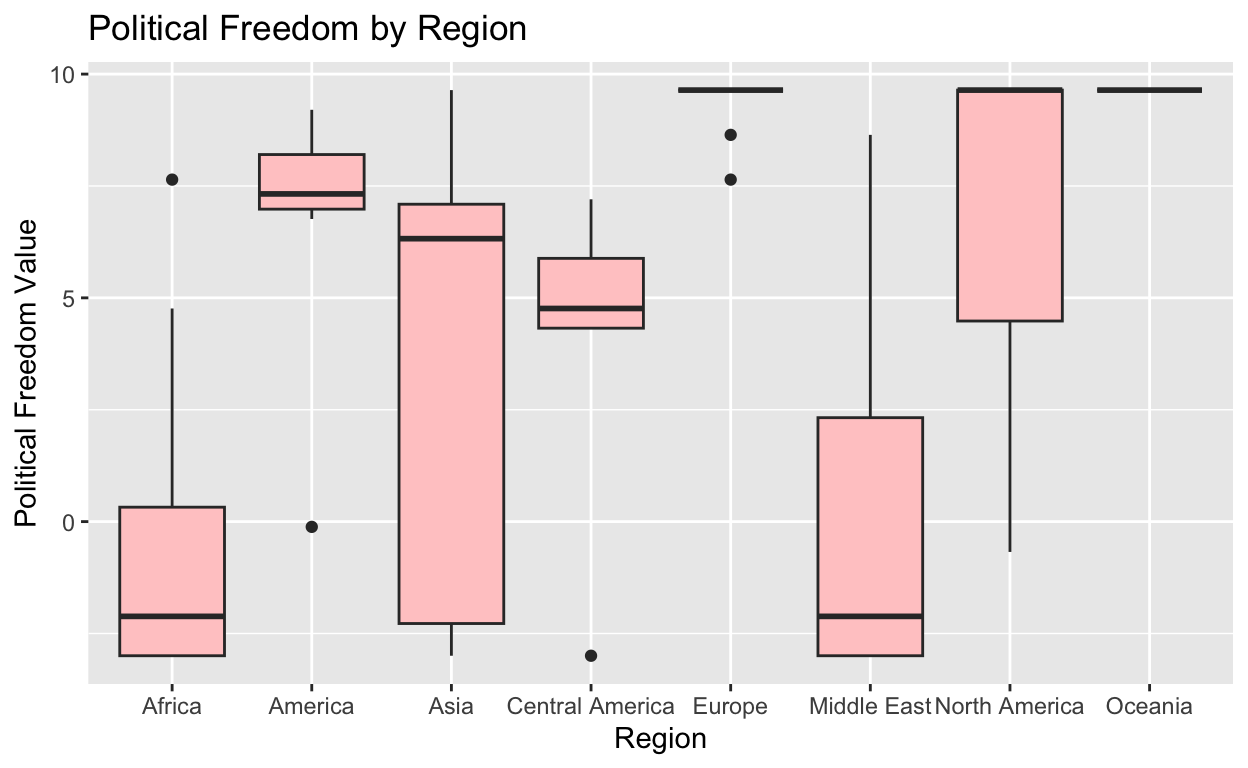 Political Freedom by Region
Political Freedom Value
10
5
0
Africa
America
Asia
Central America
Europe
Middle East
North America
Oceania
Region